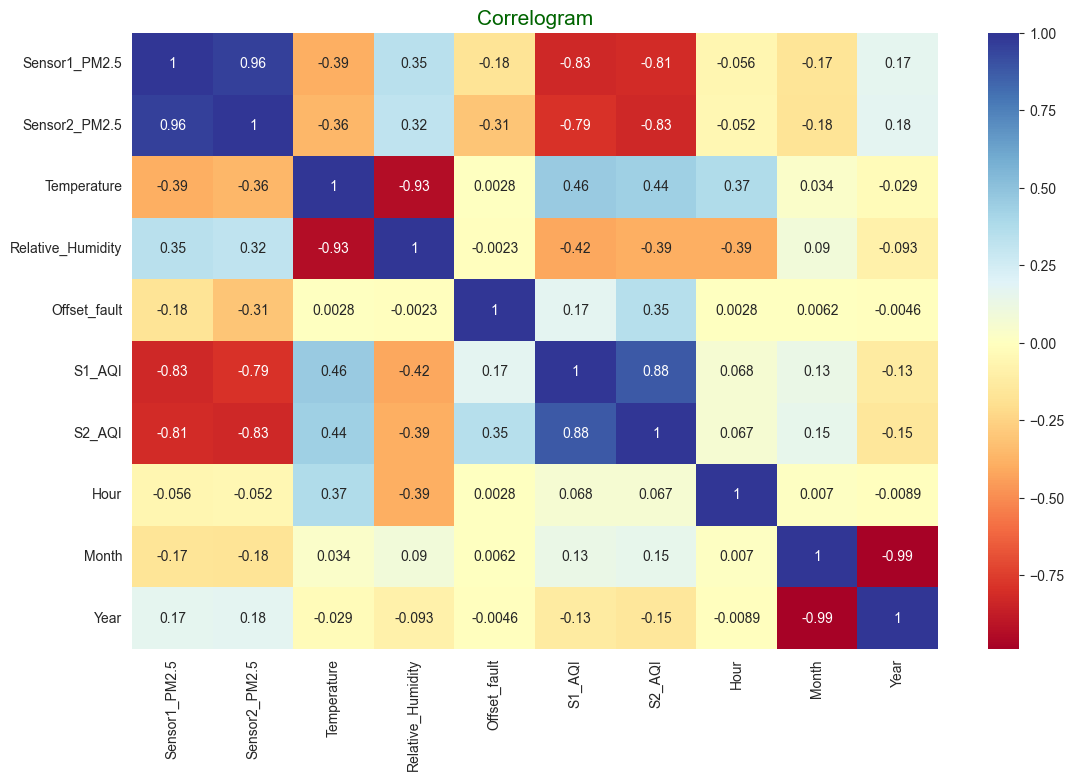 Correlogram
Sensor1_PM2.5 1 0.96 -0.39 0.35 -0.18 -0.83 -0.81 -0.056 -0.17 0.17
Sensor2_PM2.5 0.96 1 -0.36 0.32 -0.31 -0.79 -0.83 -0.052 -0.18 0.18
Temperature -0.39 -0.36 1 -0.93 0.0028 0.46 0.44 0.37 0.034 -0.029
Relative_Humidity 0.35 0.32 -0.93 1 -0.0023 -0.42 -0.39 -0.39 0.09 -0.093
Offset_fault -0.18 -0.31 0.0028 -0.0023 1 0.17 0.35 0.0028 0.0062 -0.0046
S1_AQI -0.83 -0.79 0.46 -0.42 0.17 1 0.88 0.068 0.13 -0.13
S2_AQI -0.81 -0.83 0.44 -0.39 0.35 0.88 1 0.067 0.15 -0.15
Hour -0.056 -0.052 0.37 -0.39 0.0028 0.068 0.067 1 0.007 -0.0089
Month -0.17 -0.18 0.034 0.09 0.0062 0.13 0.15 0.007 1 -0.99
Year 0.17 0.18 -0.029 -0.093 -0.0046 -0.13 -0.15 -0.0089 -0.99 1
Sensor1_PM2.5 Sensor2_PM2.5 Temperature Relative_Humidity Offset_fault S1_AQI S2_AQI Hour Month Year
1.00
0.75
0.50
0.25
0.00
−0.25
−0.50
−0.75